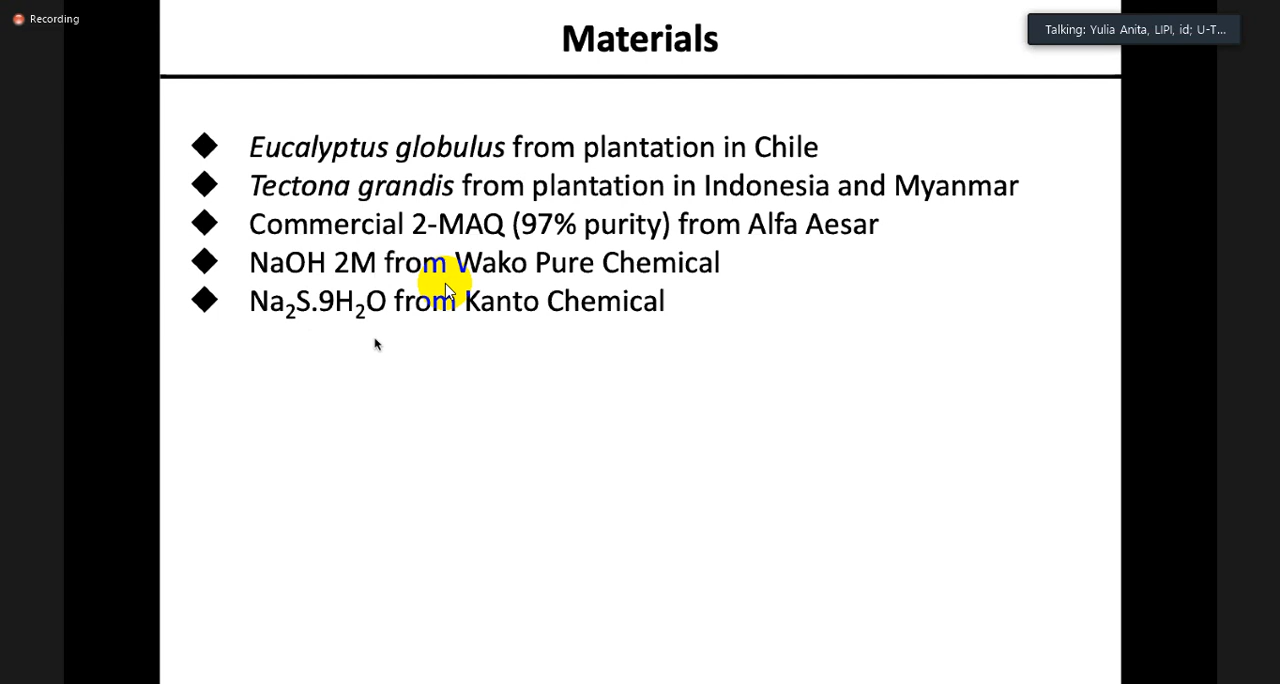 Recording
Materials
Talking: Yulia Anita, LIPI, id; U-T...
Eucalyptus globulus from plantation in Chile
Tectona grandis from plantation in Indonesia and Myanmar
Commercial 2-MAQ (97% purity) from Alfa Aesar
NaOH 2M from Wako Pure Chemical
Na₂S.9H₂O from Kanto Chemical